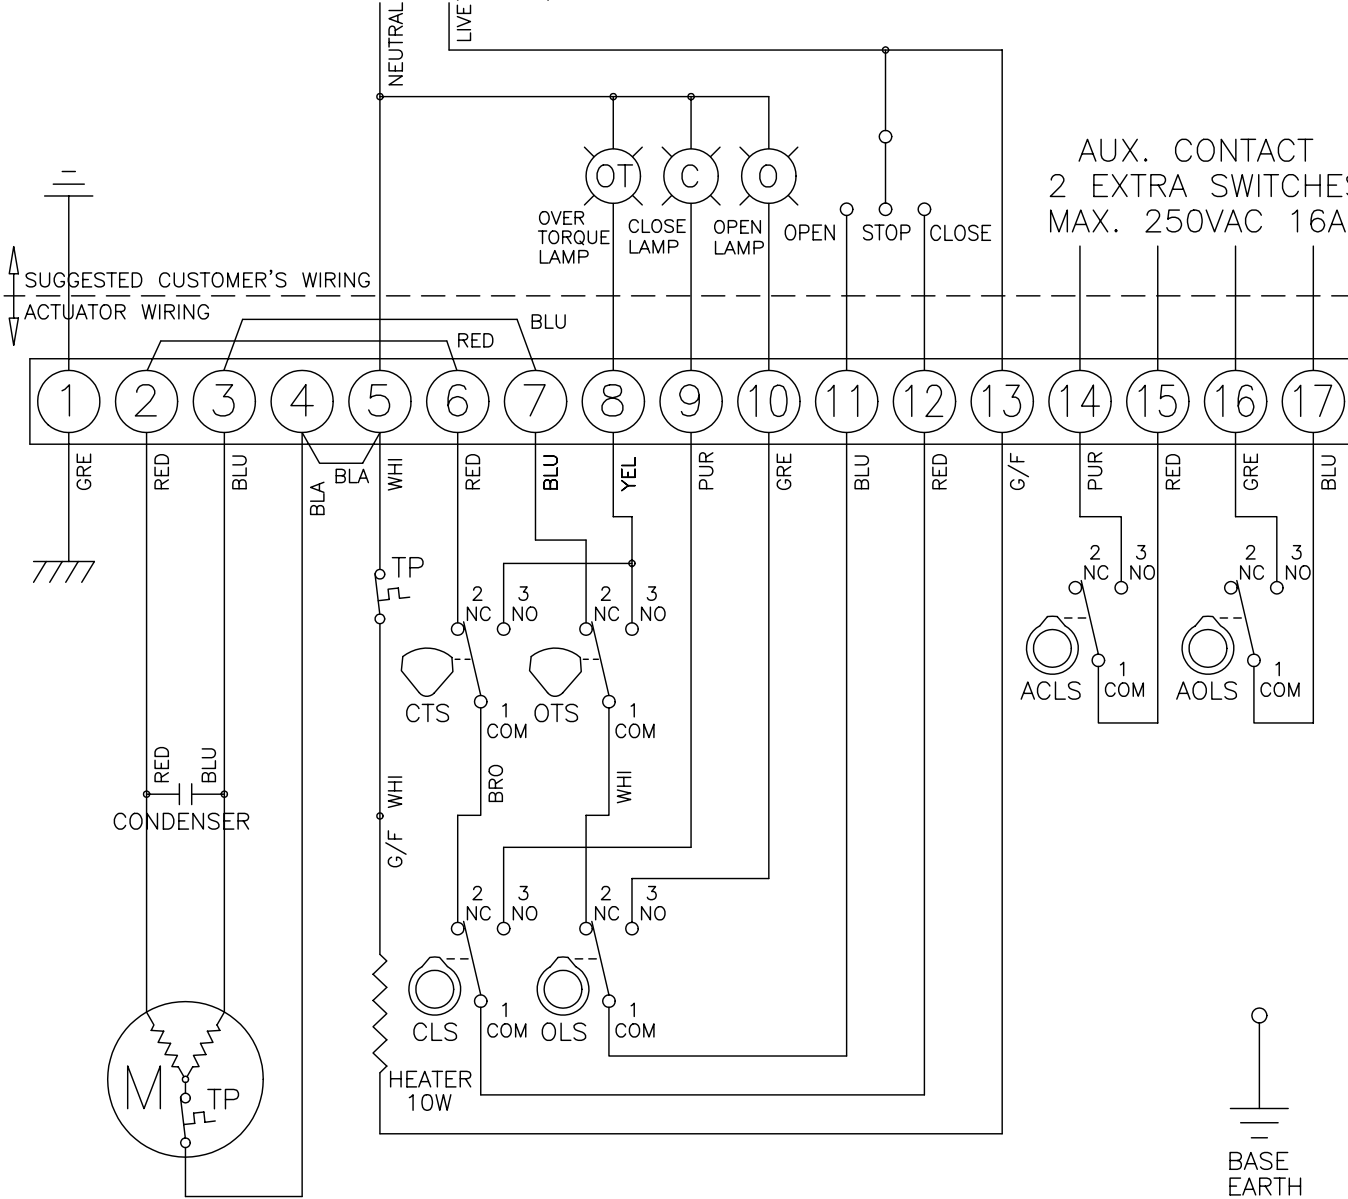 NEUTRAL
LIVE
AUX. CONTACT
2 EXTRA SWITCHES
MAX. 250VAC 16A
OT
C
O
OVER
TORQUE
LAMP
CLOSE
LAMP
OPEN
LAMP
OPEN
STOP
CLOSE
SUGGESTED CUSTOMER'S WIRING
ACTUATOR WIRING
BLU
RED
1 2 3 4 5 6 7 8 9 10 11 12 13 14 15 16 17
GRE
RED
BLU
BLA
BLA
WHI
RED
BLU
YEL
PUR
GRE
BLU
RED
G/F
PUR
RED
GRE
BLU
TP
2
NC
3
NO
2
NC
3
NO
2
NC
3
NO
2
NC
3
NO
CTS
1
COM
OTS
1
COM
ACLS
1
COM
AOLS
1
COM
RED
BLU
CONDENSER
WHI
G/F
BRO
WHI
2
NC
3
NO
2
NC
3
NO
CLS
1
COM
OLS
1
COM
HEATER
10W
M
TP
BASE
EARTH